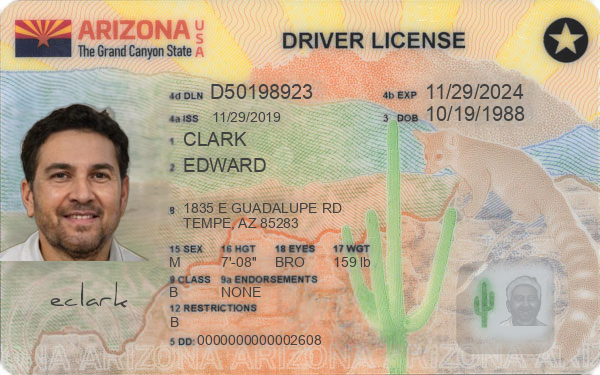 ARIZONA USA
The Grand Canyon State
DRIVER LICENSE
4d DLN D50198923
4b EXP 11/29/2024
4a ISS 11/29/2019
3 DOB 10/19/1988
1 CLARK
2 EDWARD
8 1835 E GUADALUPE RD
TEMPE, AZ 85283
15 SEX 16 HGT 18 EYES 17 WGT
M 7'-08" BRO 159 lb
9 CLASS 9a ENDORSEMENTS
B NONE
12 RESTRICTIONS
B
eclark
5 DD: 0000000000002608
ARIZONA ARIZONA ARIZONA ARIZONA